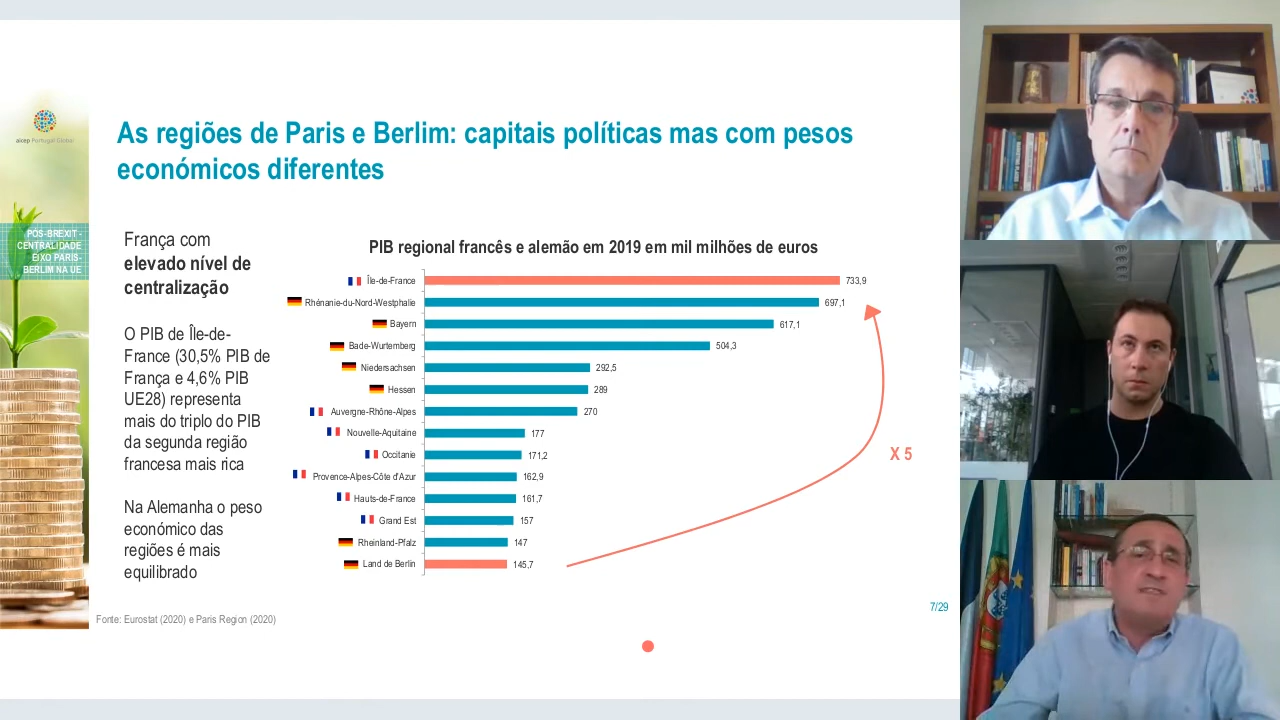 As regiões de Paris e Berlim: capitais políticas mas com pesos
económicos diferentes
aicep Portugal Global
PÓS-BREXIT -
CENTRALIDADE
EIXO PARIS-
BERLIM NA UE
França com
elevado nível de
centralização
O PIB de Île-de-
France (30,5% PIB de
França e 4,6% PIB
UE28) representa
mais do triplo do PIB
da segunda região
francesa mais rica
Na Alemanha o peso
económico das
regiões é mais
equilibrado
PIB regional francês e alemão em 2019 em mil milhões de euros
Île-de-France 733,9
Rhénanie-du-Nord-Westphalie 697,1
Bayern 617,1
Bade-Wurtemberg 504,3
Niedersachsen 292,5
Hessen 289
Auvergne-Rhône-Alpes 270
Nouvelle-Aquitaine 177
Occitanie 171,2
Provence-Alpes-Côte d'Azur 162,9
Hauts-de-France 161,7
Grand Est 157
Rheinland-Pfalz 147
Land de Berlin 145,7
X 5
7/29
Fonte: Eurostat (2020) e Paris Region (2020)